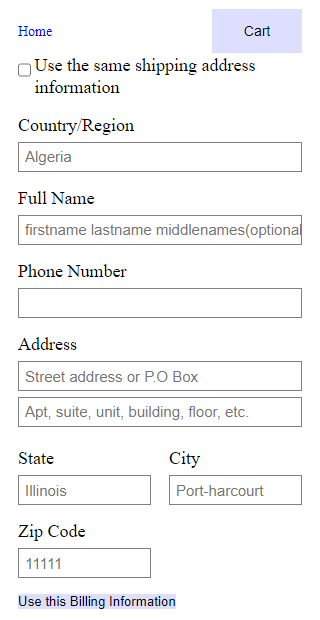 Home
Cart
Use the same shipping address
information
Country/Region
Algeria
Full Name
firstname lastname middlenames(optional
Phone Number
Address
Street address or P.O Box
Apt, suite, unit, building, floor, etc.
State
City
Illinois
Port-harcourt
Zip Code
11111
Use this Billing Information